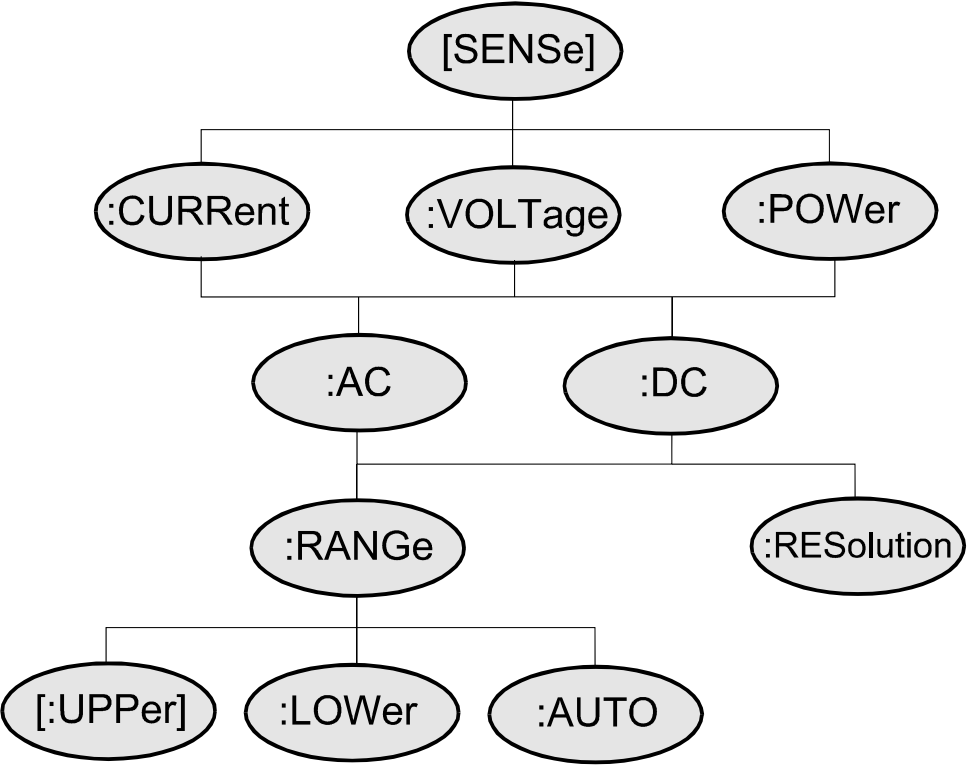 [SENSe]
:CURRent
:VOLTage
:POWer
:AC
:DC
:RANGe
:RESolution
[:UPPer]
:LOWer
:AUTO